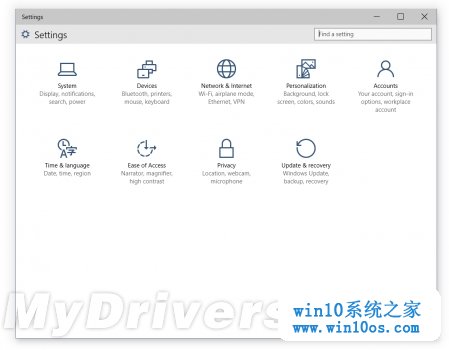 Settings
Settings
Find a setting
System
Display, notifications,
search, power
Devices
Bluetooth, printers,
mouse, keyboard
Network & Internet
Wi-Fi, airplane mode,
Ethernet, VPN
Personalization
Background, lock
screen, colors, sounds
Accounts
Your account, sign-in
options, workplace
account
Time & language
Date, time, region
Ease of Access
Narrator, magnifier,
high contrast
Privacy
Location, webcam,
microphone
Update & recovery
Windows Update,
backup, recovery
MyDrivers
win10系统之家
www.win10os.com